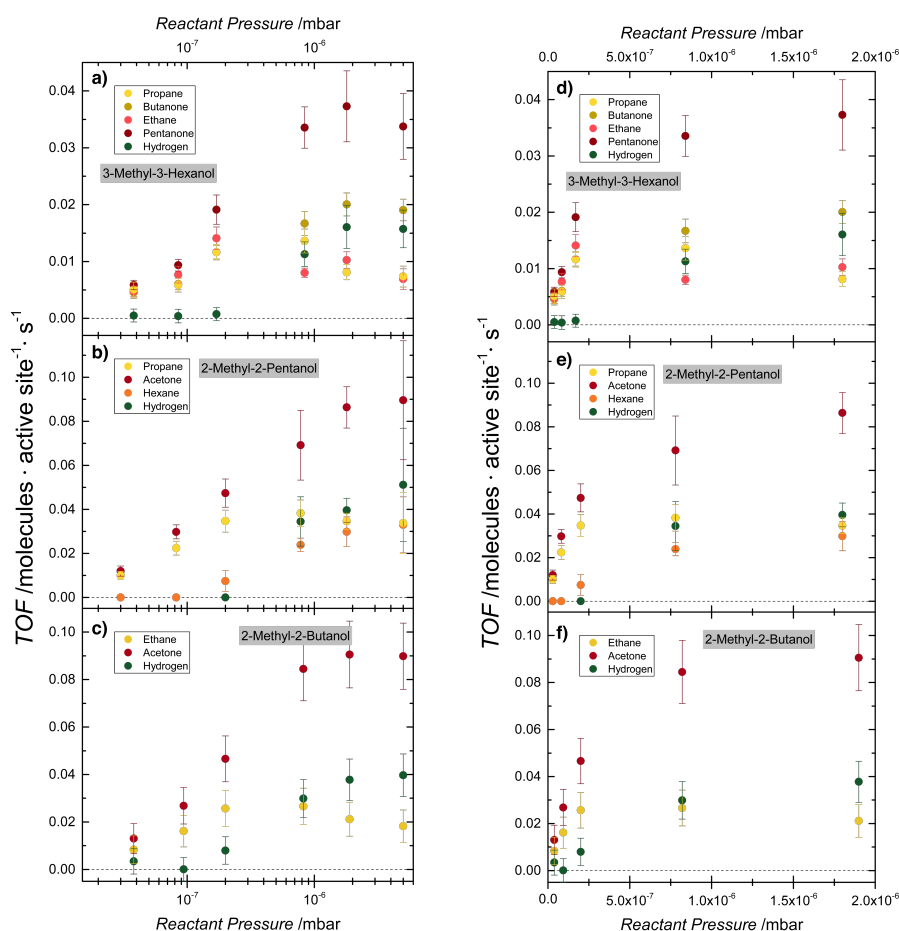 Reactant Pressure /mbar
10⁻⁷
10⁻⁶
a)
Propane
Butanone
Ethane
Pentanone
Hydrogen
3-Methyl-3-Hexanol
0.04
0.03
0.02
0.01
0.00
b)
2-Methyl-2-Pentanol
Propane
Acetone
Hexane
Hydrogen
0.10
0.08
0.06
0.04
0.02
0.00
c)
2-Methyl-2-Butanol
Ethane
Acetone
Hydrogen
0.10
0.08
0.06
0.04
0.02
0.00
10⁻⁷
10⁻⁶
Reactant Pressure /mbar
TOF /molecules · active site⁻¹ · s⁻¹
Reactant Pressure /mbar
0.0
5.0x10⁻⁷
1.0x10⁻⁶
1.5x10⁻⁶
2.0x10⁻⁶
d)
Propane
Butanone
Ethane
Pentanone
Hydrogen
3-Methyl-3-Hexanol
0.04
0.03
0.02
0.01
0.00
e)
2-Methyl-2-Pentanol
Propane
Acetone
Hexane
Hydrogen
0.10
0.08
0.06
0.04
0.02
0.00
f)
2-Methyl-2-Butanol
Ethane
Acetone
Hydrogen
0.10
0.08
0.06
0.04
0.02
0.00
0.0
5.0x10⁻⁷
1.0x10⁻⁶
1.5x10⁻⁶
2.0x10⁻⁶
Reactant Pressure /mbar
TOF /molecules · active site⁻¹ · s⁻¹